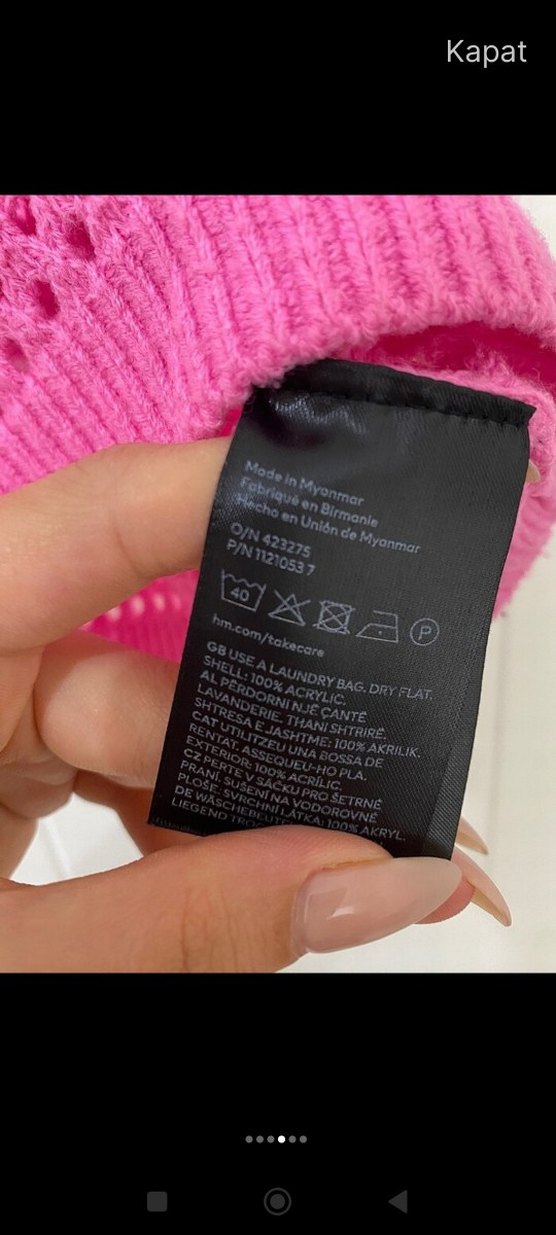 Kapat
Made in Myanmar
Fabriqué en Birmanie
Hecho en Unión de Myanmar
O/N 423275
P/N 1121053 7
40
P
hm.com/takecare
GB USE A LAUNDRY BAG. DRY FLAT.
SHELL: 100% ACRYLIC.
AL PËRDORNI NJË ÇANTË
LAVANDERIE. THANI SHTRIRË.
SHTRESA E JASHTME: 100% AKRILIK.
CAT UTILITZEU UNA BOSSA DE
RENTAT. ASSEQUEU-HO PLA.
EXTERIOR: 100% ACRÍLIC.
CZ PERTE V SÁČKU PRO ŠETRNÉ
PRANÍ. SUŠENÍ NA VODOROVNÉ
PLOŠE. SVRCHNÍ LÁTKA: 100% AKRYL.
DE WÄSCHEBEUTEL
LIEGEND